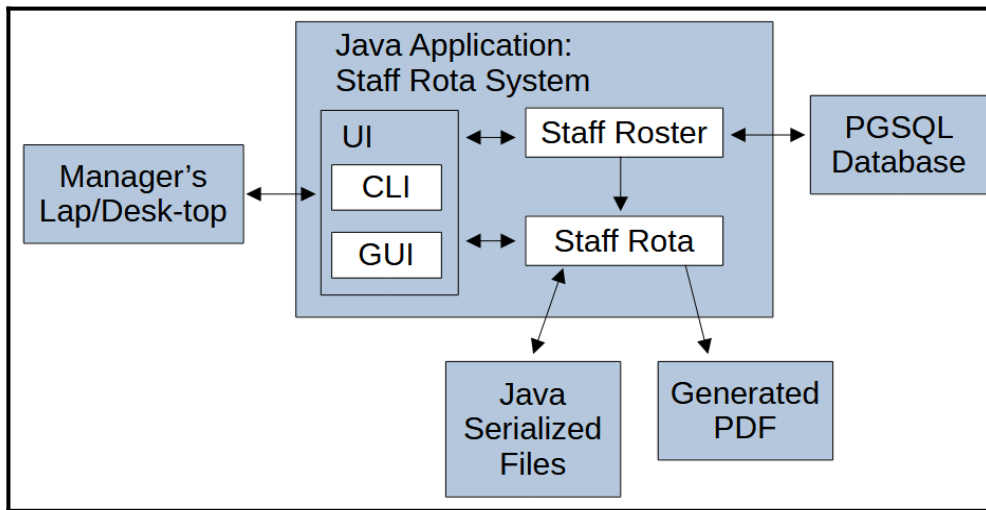 Java Application:
Staff Rota System
UI
CLI
GUI
Staff Roster
Staff Rota
Manager’s
Lap/Desk-top
PGSQL
Database
Java
Serialized
Files
Generated
PDF